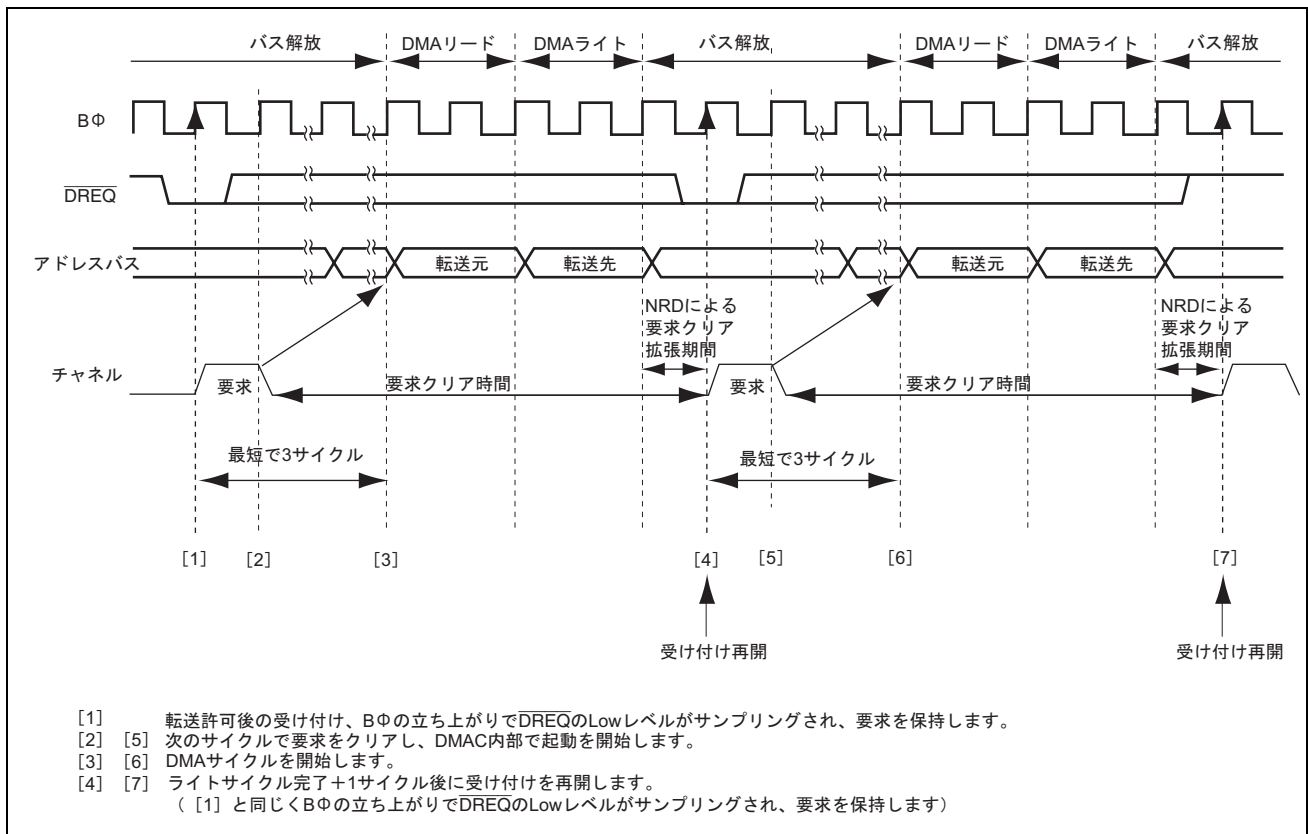 バス解放 DMAリード DMAライト バス解放 DMAリード DMAライト バス解放
BΦ
DREQ
アドレスバス 転送元 転送先 転送元 転送先
NRDによる
要求クリア
拡張期間
NRDによる
要求クリア
拡張期間
チャネル 要求 要求クリア時間 要求 要求クリア時間
最短で3サイクル 最短で3サイクル
[1] [2] [3] [4] [5] [6] [7]
受け付け再開 受け付け再開
[1] 転送許可後の受け付け、BΦの立ち上がりでDREQのLowレベルがサンプリングされ、要求を保持します。
[2] [5] 次のサイクルで要求をクリアし、DMAC内部で起動を開始します。
[3] [6] DMAサイクルを開始します。
[4] [7] ライトサイクル完了+1サイクル後に受け付けを再開します。
([1]と同じくBΦの立ち上がりでDREQのLowレベルがサンプリングされ、要求を保持します)